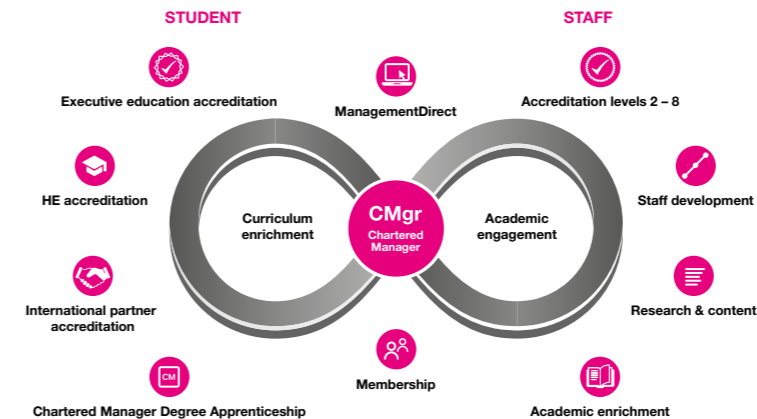 STUDENT
STAFF
Executive education accreditation
ManagementDirect
Accreditation levels 2 – 8
HE accreditation
Curriculum
enrichment
CMgr
Chartered
Manager
Academic
engagement
Staff development
International partner
accreditation
Research & content
CM
Chartered Manager Degree Apprenticeship
Membership
Academic enrichment